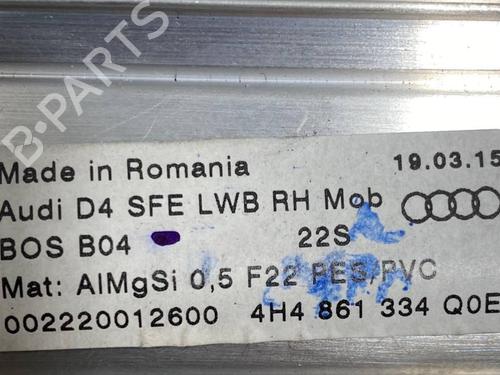 B-PARTS
Made in Romania 19.03.15
Audi D4 SFE LWB RH Mob
BOS B04 22S
Mat: AlMgSi 0,5 F22 PES/PVC
002220012600 4H4 861 334 Q0E